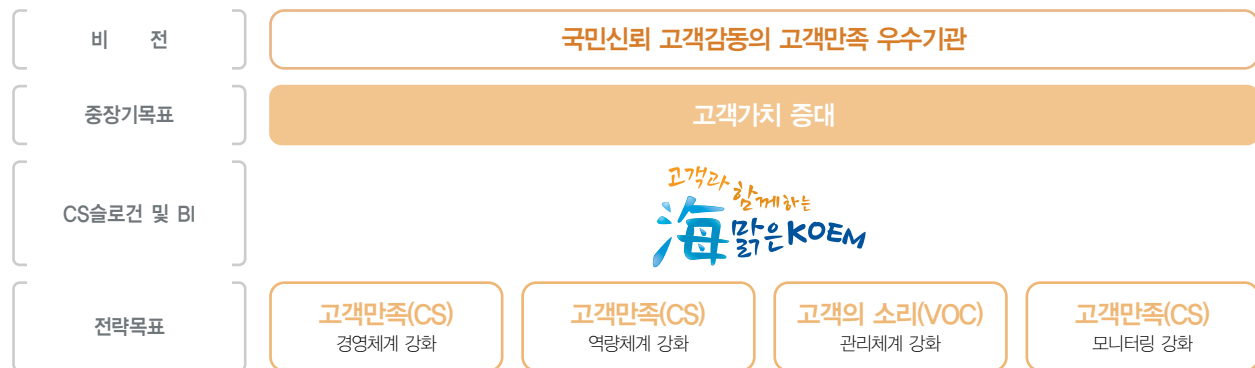 비 전
국민신뢰 고객감동의 고객만족 우수기관
중장기목표
고객가치 증대
CS슬로건 및 BI
고객과 함께하는
海맑은KOEM
전략목표
고객만족(CS)
경영체계 강화
고객만족(CS)
역량체계 강화
고객의 소리(VOC)
관리체계 강화
고객만족(CS)
모니터링 강화